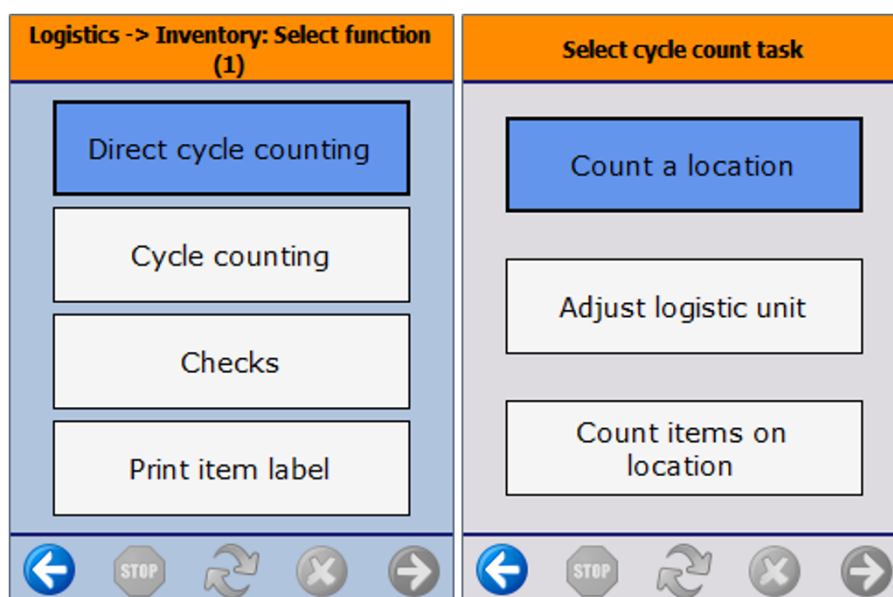 Logistics -> Inventory: Select function
(1)
Direct cycle counting
Cycle counting
Checks
Print item label
STOP
Select cycle count task
Count a location
Adjust logistic unit
Count items on
location
STOP